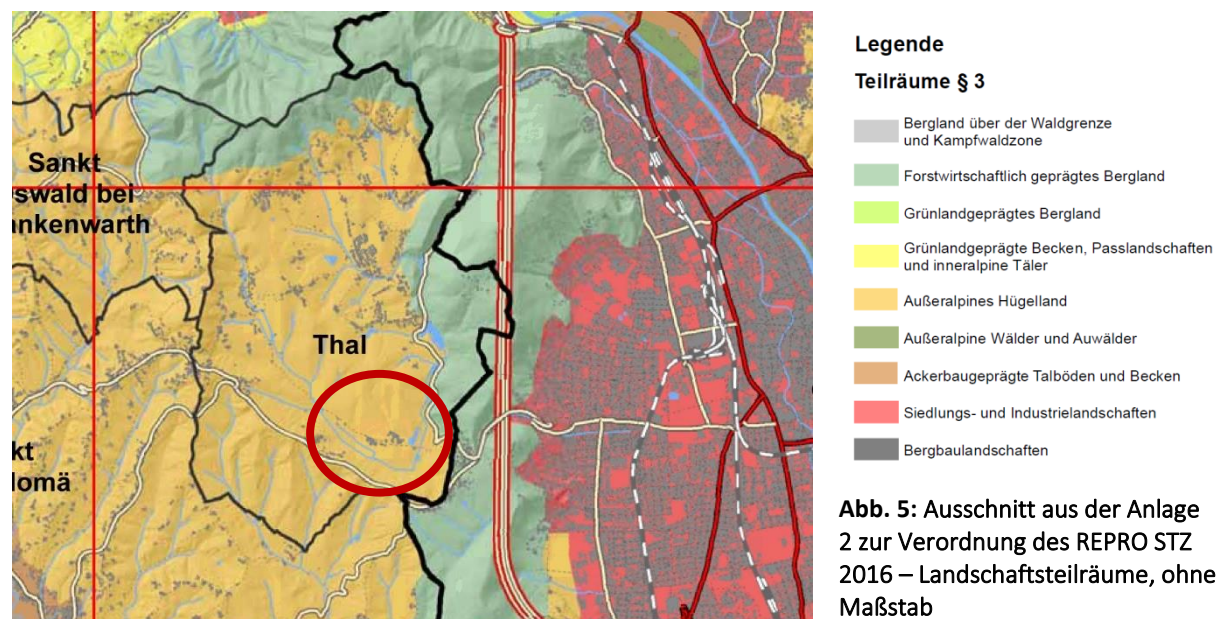 Sankt
swald bei
nkenwarth
Thal
kt
lomä
Legende
Teilräume § 3
Bergland über der Waldgrenze
und Kampfwaldzone
Forstwirtschaftlich geprägtes Bergland
Grünlandgeprägtes Bergland
Grünlandgeprägte Becken, Passlandschaften
und inneralpine Täler
Außeralpines Hügelland
Außeralpine Wälder und Auwälder
Ackerbaugeprägte Talböden und Becken
Siedlungs- und Industrielandschaften
Bergbaulandschaften
Abb. 5: Ausschnitt aus der Anlage
2 zur Verordnung des REPRO STZ
2016 – Landschaftsteilräume, ohne
Maßstab